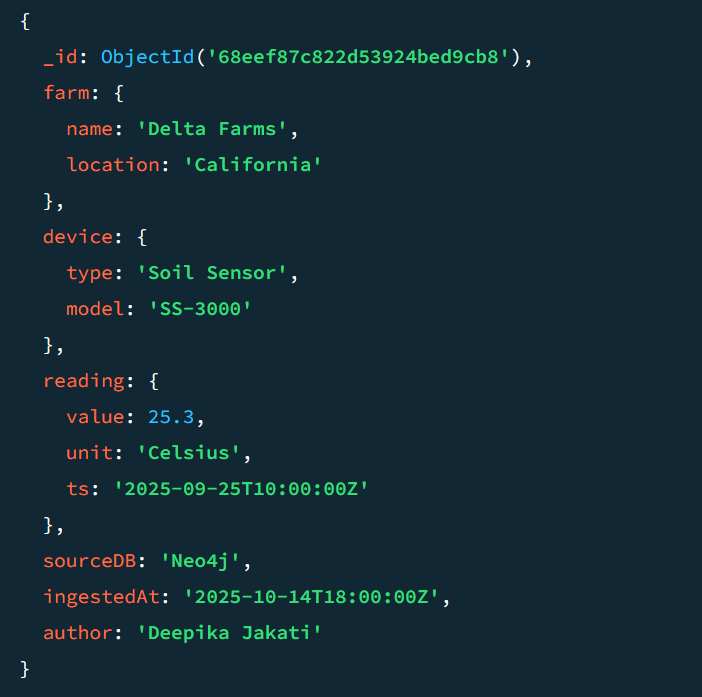 {
  _id: ObjectId('68eef87c822d53924bed9cb8'),
  farm: {
    name: 'Delta Farms',
    location: 'California'
  },
  device: {
    type: 'Soil Sensor',
    model: 'SS-3000'
  },
  reading: {
    value: 25.3,
    unit: 'Celsius',
    ts: '2025-09-25T10:00:00Z'
  },
  sourceDB: 'Neo4j',
  ingestedAt: '2025-10-14T18:00:00Z',
  author: 'Deepika Jakati'
}